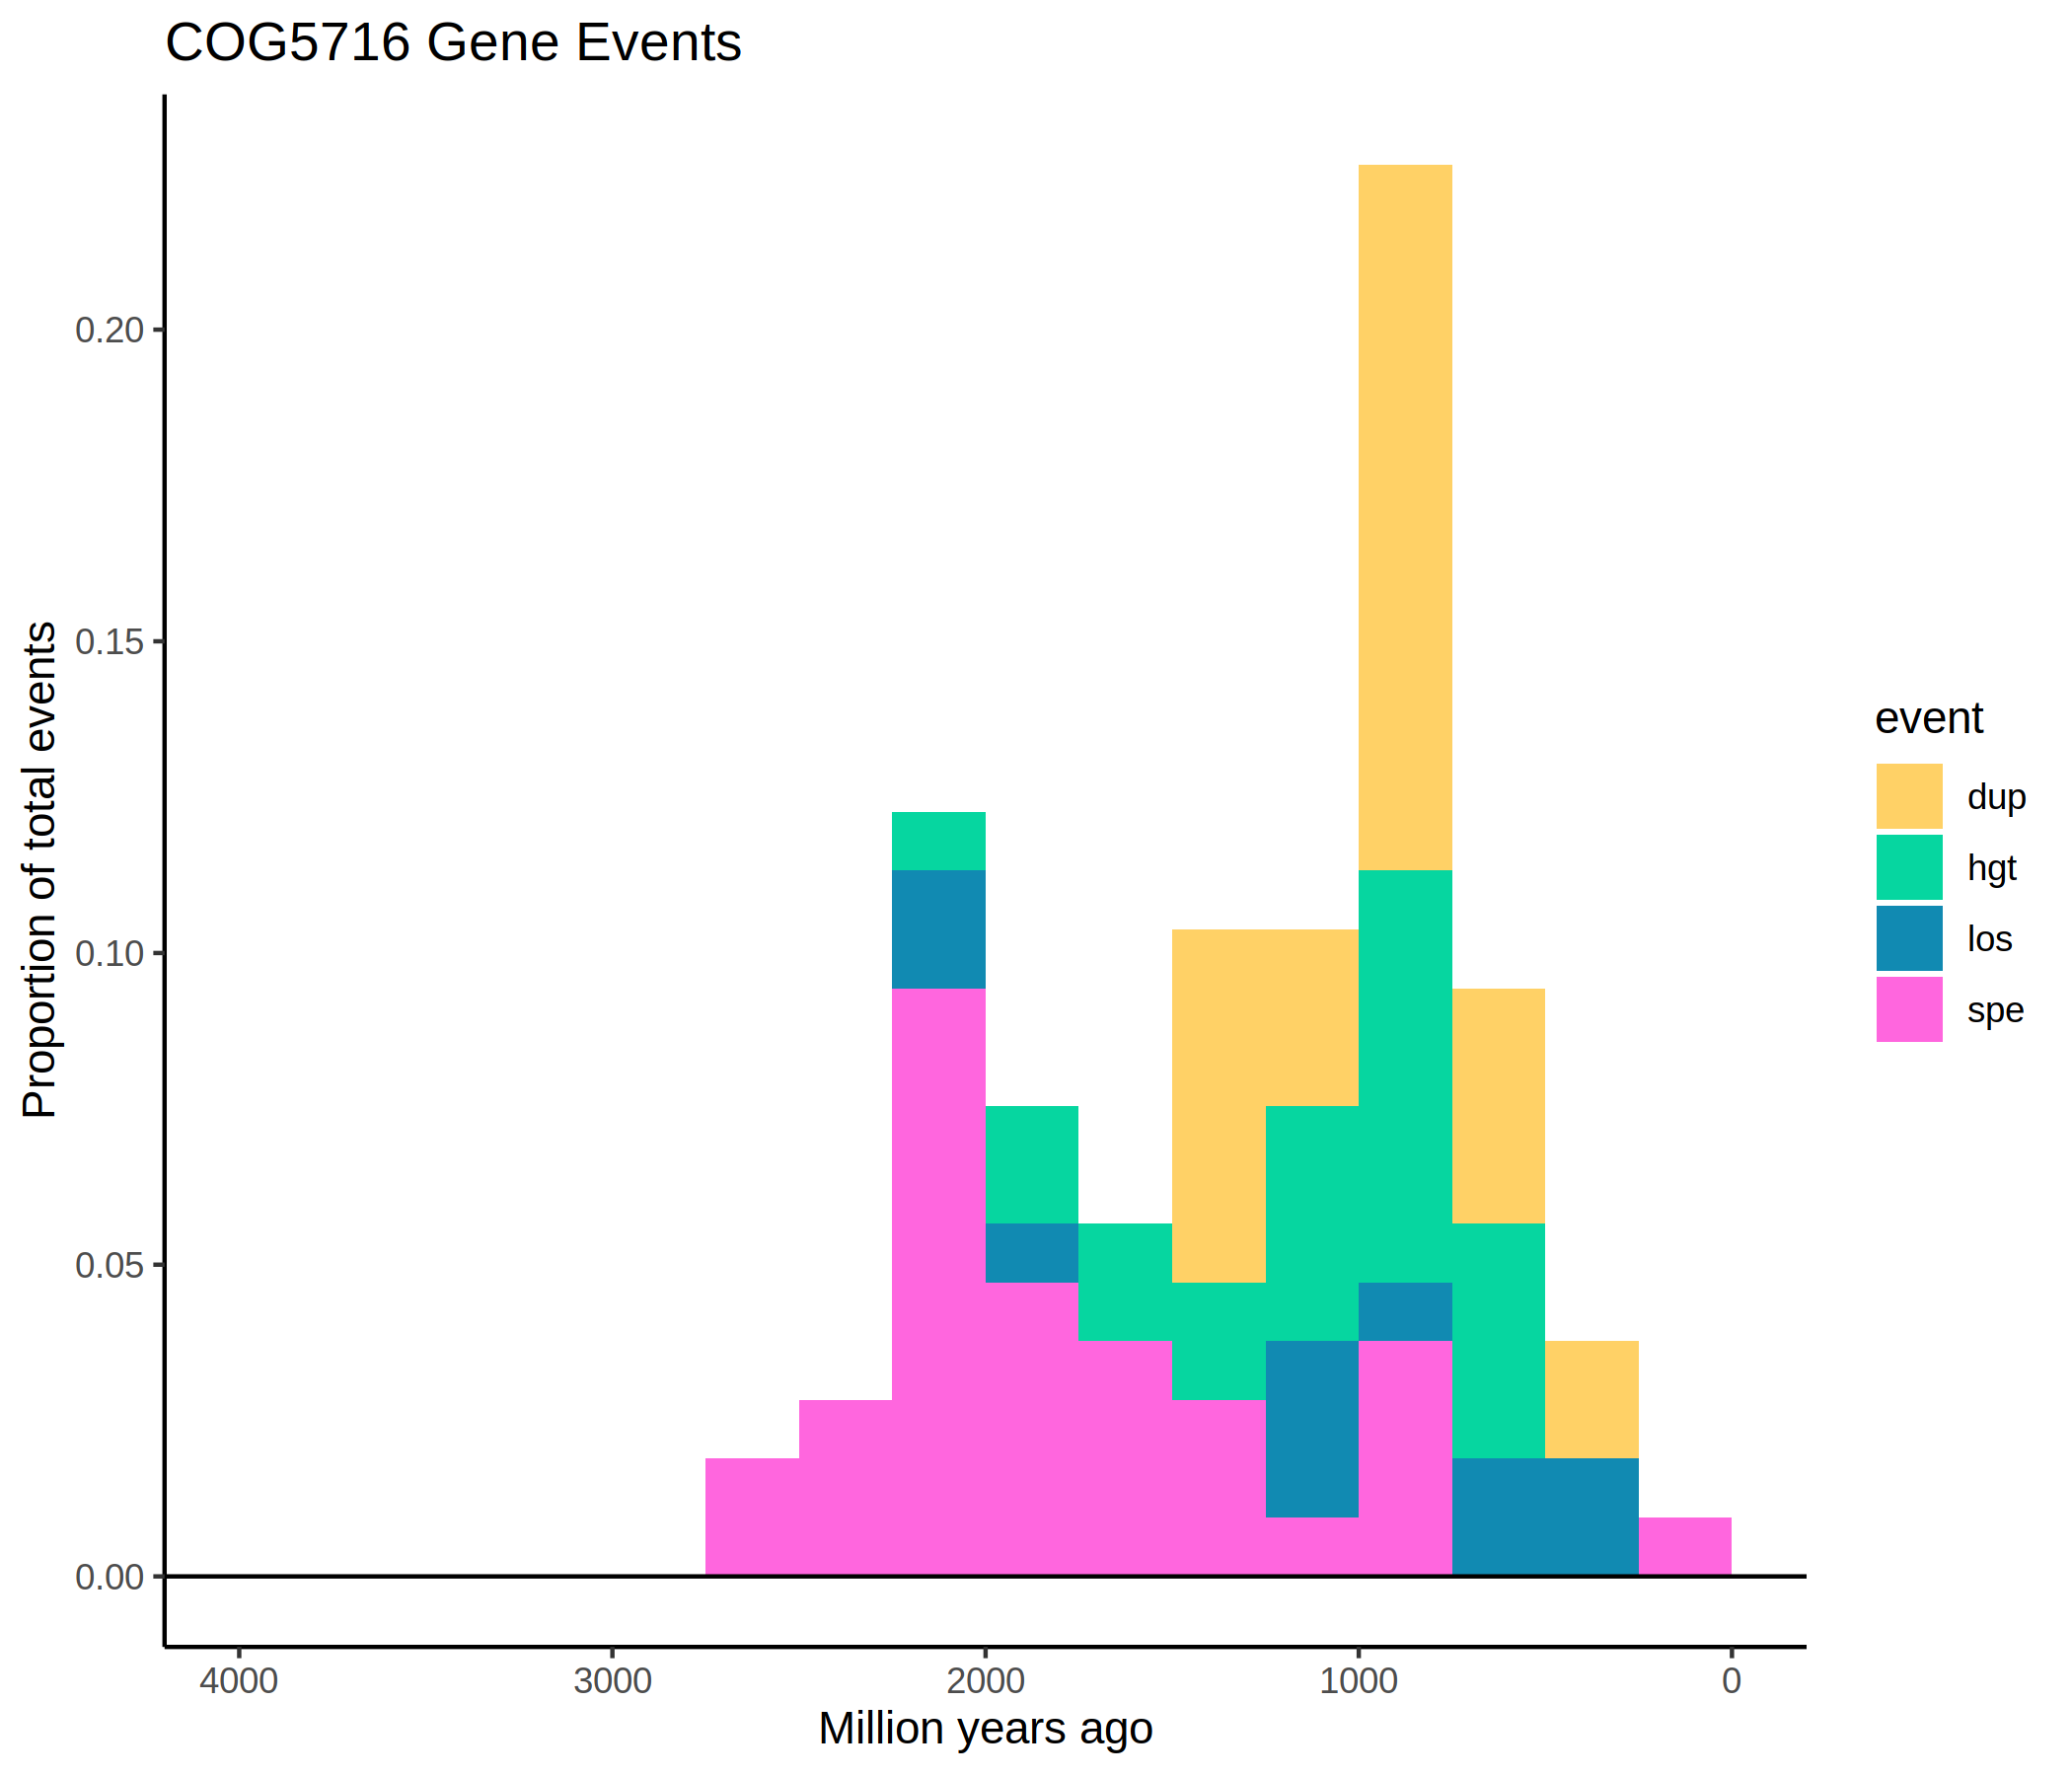 COG5716 Gene Events
Proportion of total events
0.20
0.15
0.10
0.05
0.00
4000 3000 2000 1000 0
Million years ago
event
dup
hgt
los
spe